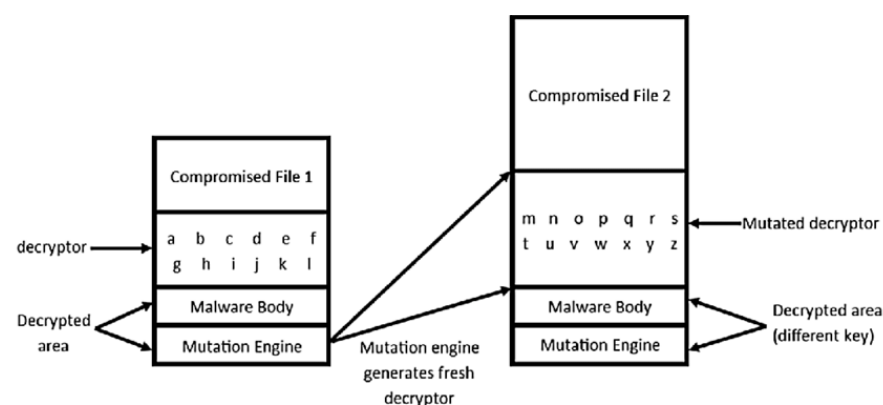 Compromised File 1
decryptor
a b c d e f
g h i j k l
Decrypted
area
Malware Body
Mutation Engine
Mutation engine
generates fresh
decryptor
Compromised File 2
m n o p q r s
t u v w x y z
Mutated decryptor
Malware Body
Mutation Engine
Decrypted area
(different key)